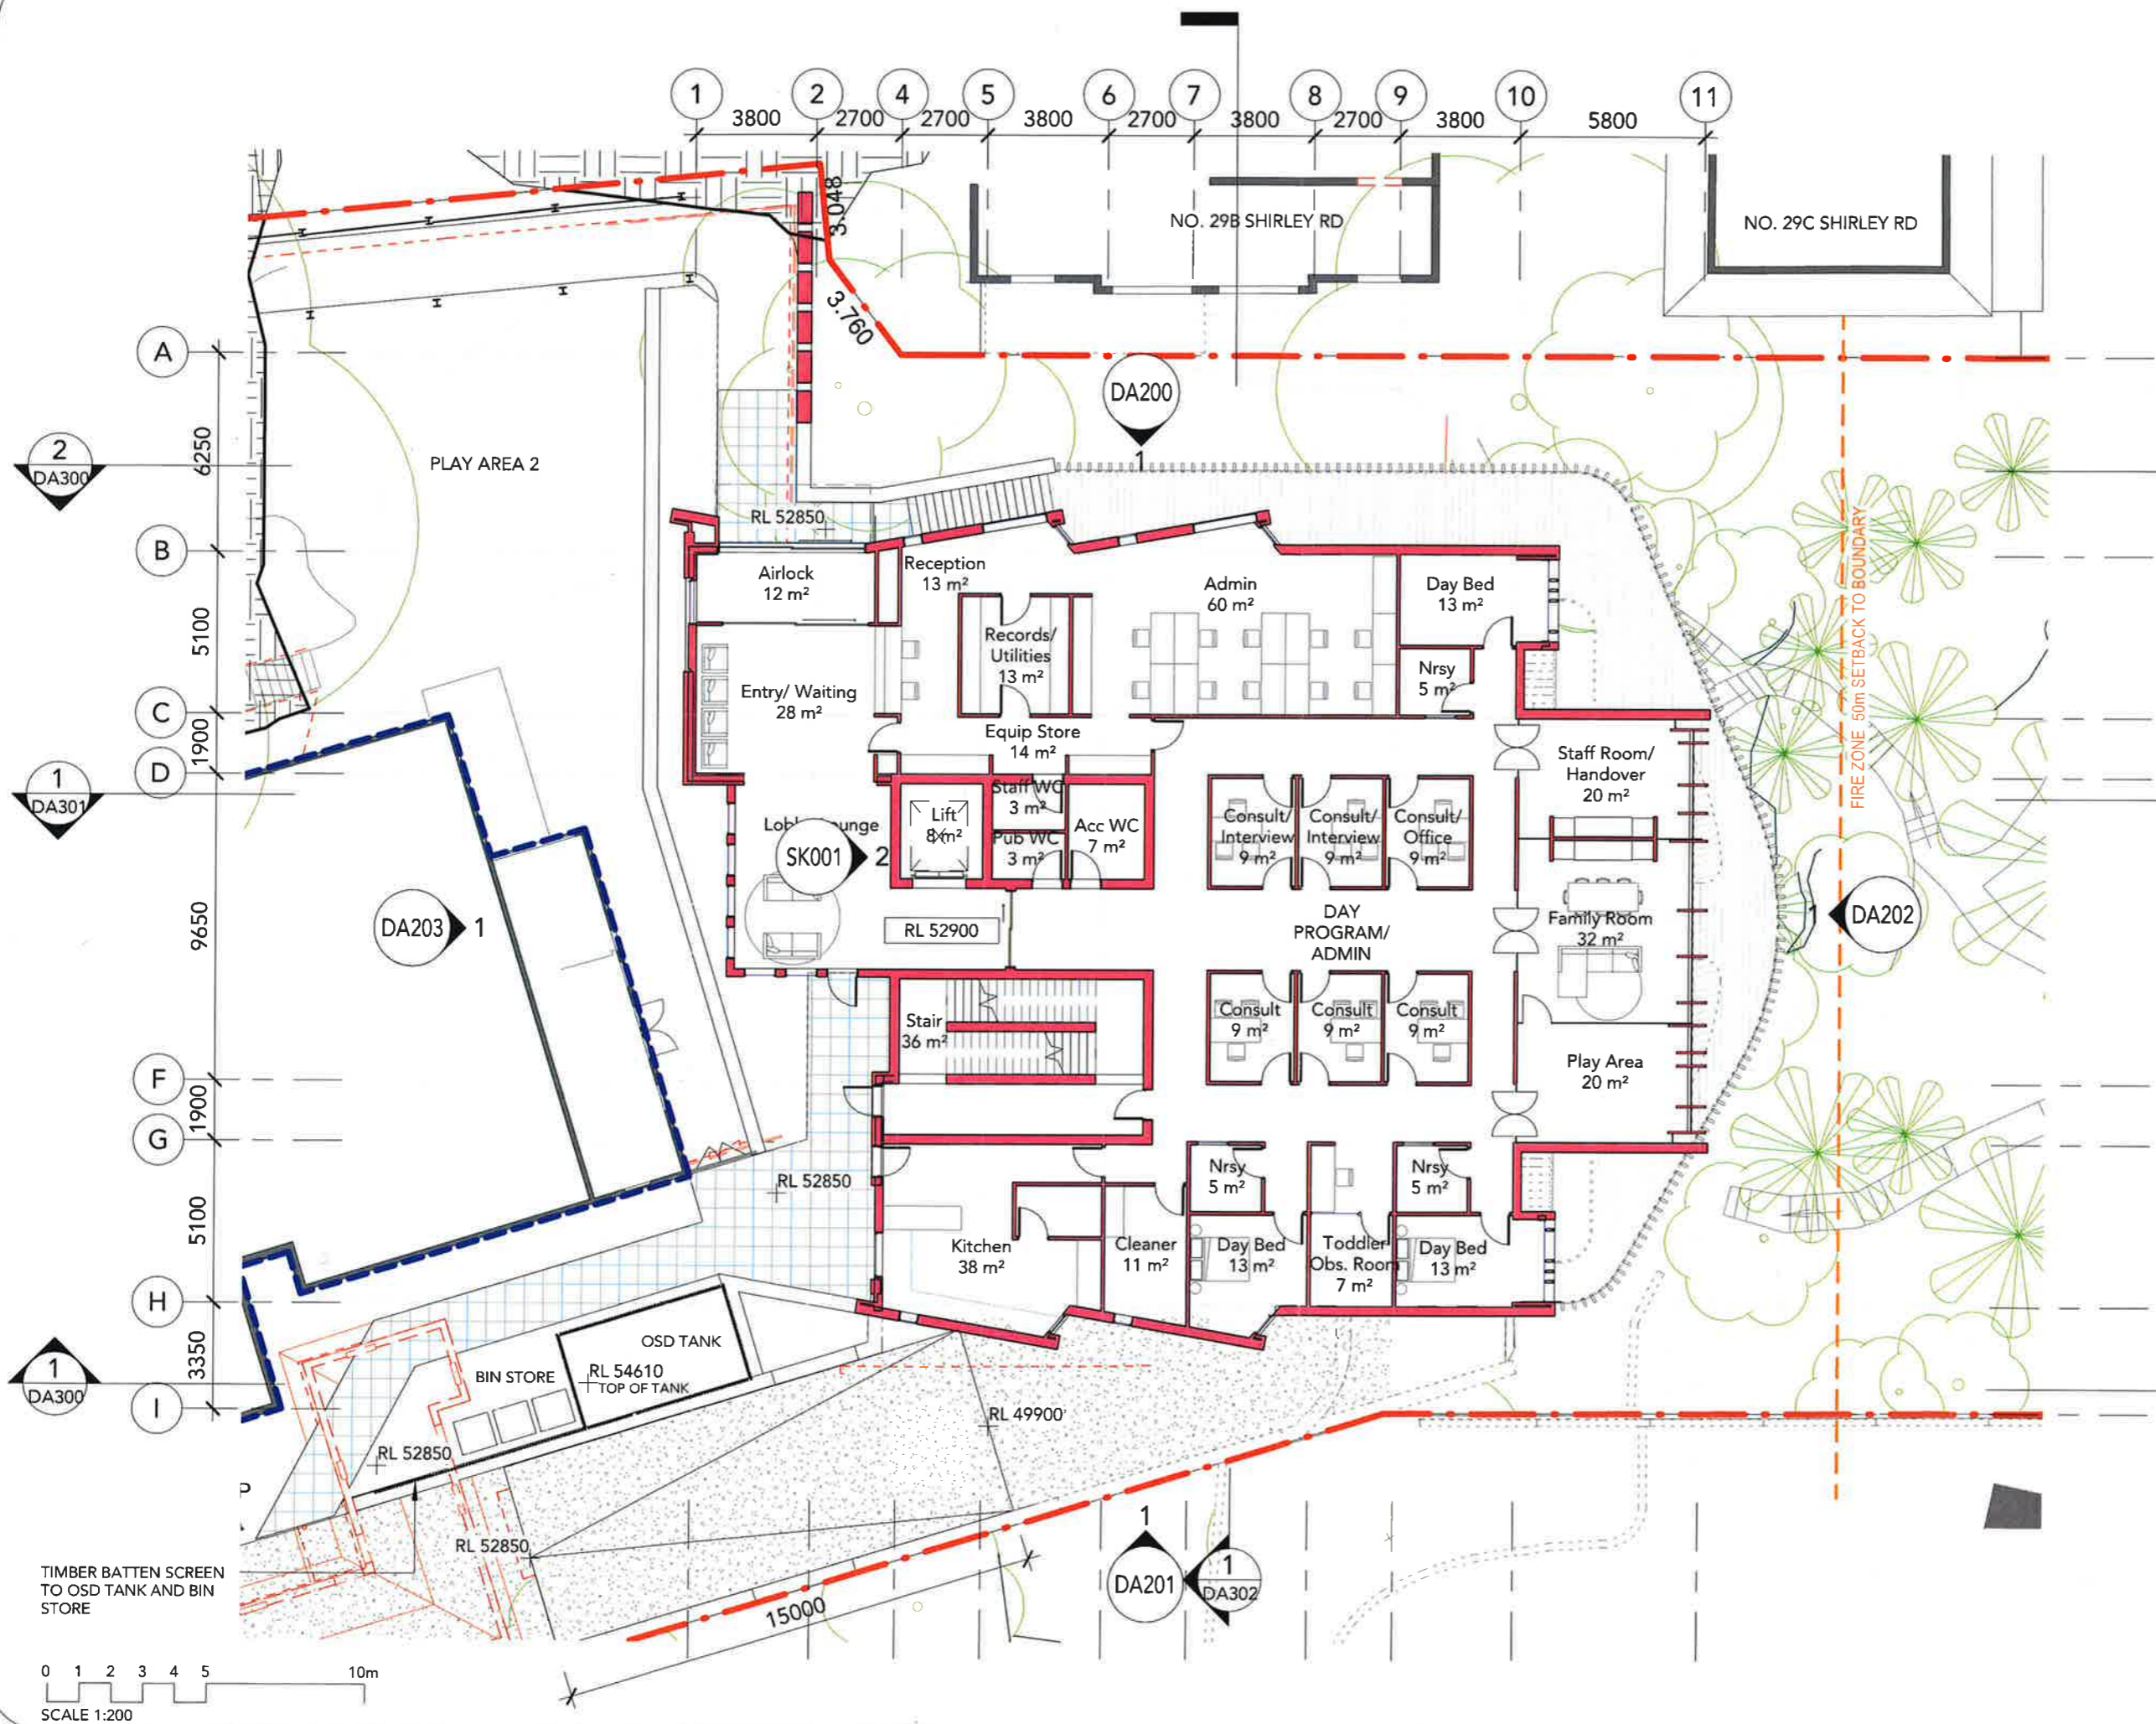 1 2 4 5 6 7 8 9 10 11
3800 2700 2700 3800 2700 3800 2700 3800 5800
3.048
3.760
NO. 29B SHIRLEY RD
NO. 29C SHIRLEY RD
A
6250
B
5100
C
1900
D
9650
F
1900
G
5100
H
3350
I
2
DA300
1
DA301
1
DA300
PLAY AREA 2
DA200
1
RL 52850
Airlock
12 m²
Reception
13 m²
Records/
Utilities
13 m²
Admin
60 m²
Day Bed
13 m²
Nrsy
5 m²
Entry/ Waiting
28 m²
Equip Store
14 m²
Staff Room/
Handover
20 m²
FIRE ZONE 50m SETBACK TO BOUNDARY
Lift
8 m²
Staff WC
3 m²
Pub WC
3 m²
Acc WC
7 m²
Consult/
Interview
9 m²
Consult/
Interview
9 m²
Consult/
Office
9 m²
SK001
2
DA203
1
RL 52900
DAY
PROGRAM/
ADMIN
Family Room
32 m²
1
DA202
Stair
36 m²
Consult
9 m²
Consult
9 m²
Consult
9 m²
Play Area
20 m²
RL 52850
Nrsy
5 m²
Nrsy
5 m²
Kitchen
38 m²
Cleaner
11 m²
Day Bed
13 m²
Toddler
Obs. Room
7 m²
Day Bed
13 m²
OSD TANK
BIN STORE
RL 54610
TOP OF TANK
RL 49900
RL 52850
P
RL 52850
TIMBER BATTEN SCREEN
TO OSD TANK AND BIN
STORE
15000
1
DA201
1
DA302
0 1 2 3 4 5 10m
SCALE 1:200